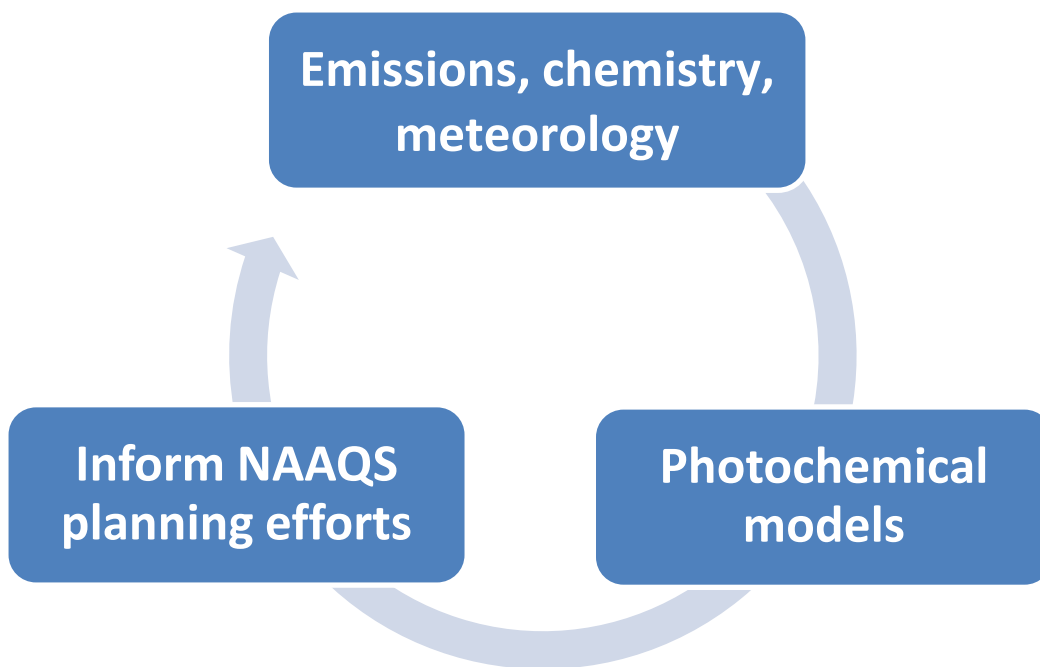 Emissions, chemistry,
meteorology
Inform NAAQS
planning efforts
Photochemical
models